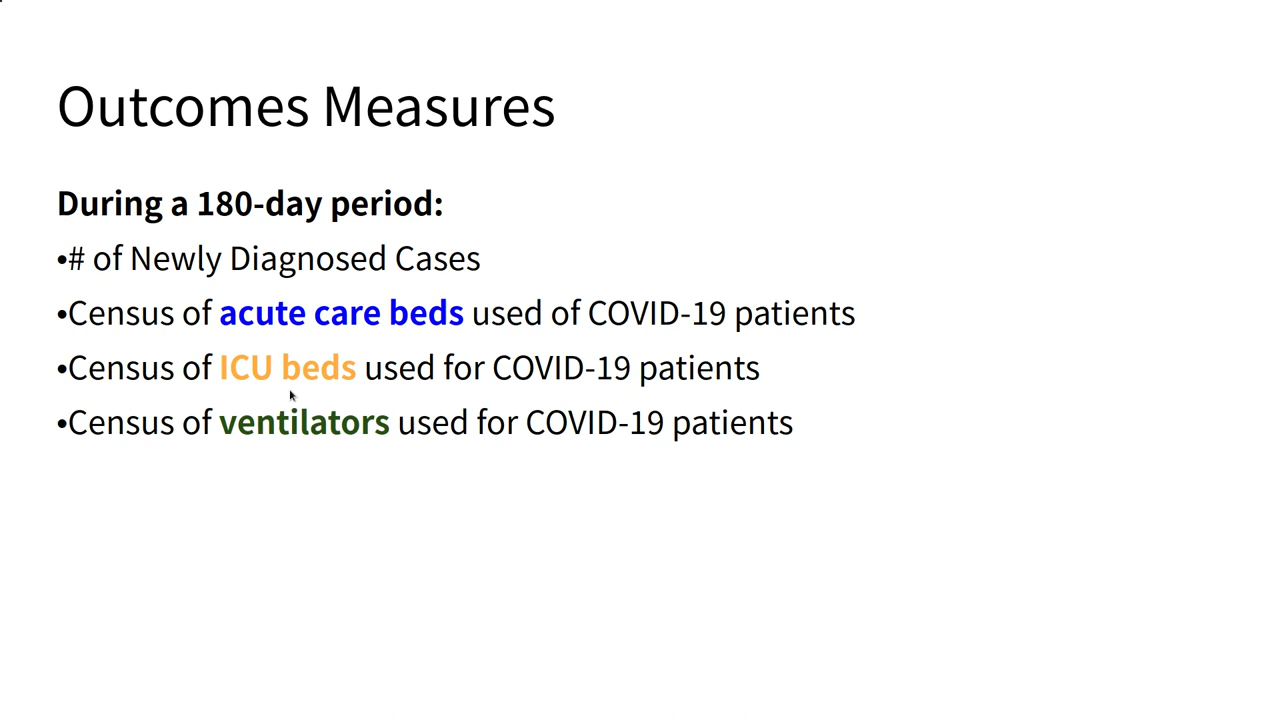 Outcomes Measures
During a 180-day period:
•# of Newly Diagnosed Cases
•Census of acute care beds used of COVID-19 patients
•Census of ICU beds used for COVID-19 patients
•Census of ventilators used for COVID-19 patients